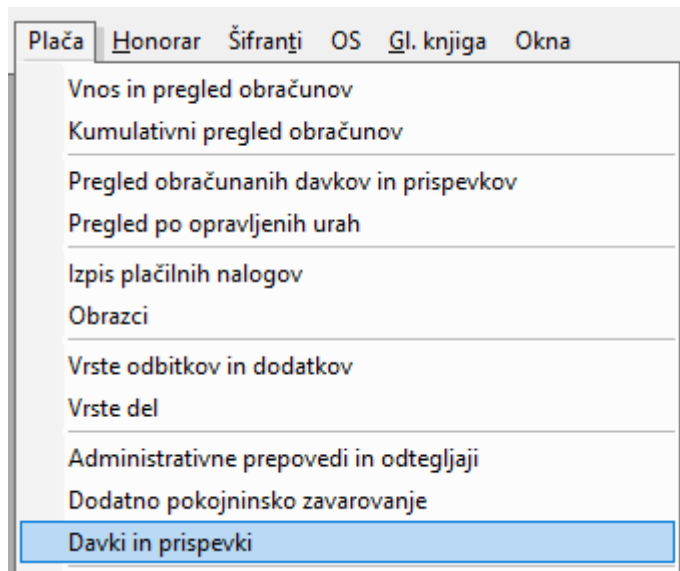 Plača Honorar Šifranti OS Gl. knjiga Okna
Vnos in pregled obračunov
Kumulativni pregled obračunov
Pregled obračunanih davkov in prispevkov
Pregled po opravljenih urah
Izpis plačilnih nalogov
Obrazci
Vrste odbitkov in dodatkov
Vrste del
Administrativne prepovedi in odtegljaji
Dodatno pokojninsko zavarovanje
Davki in prispevki